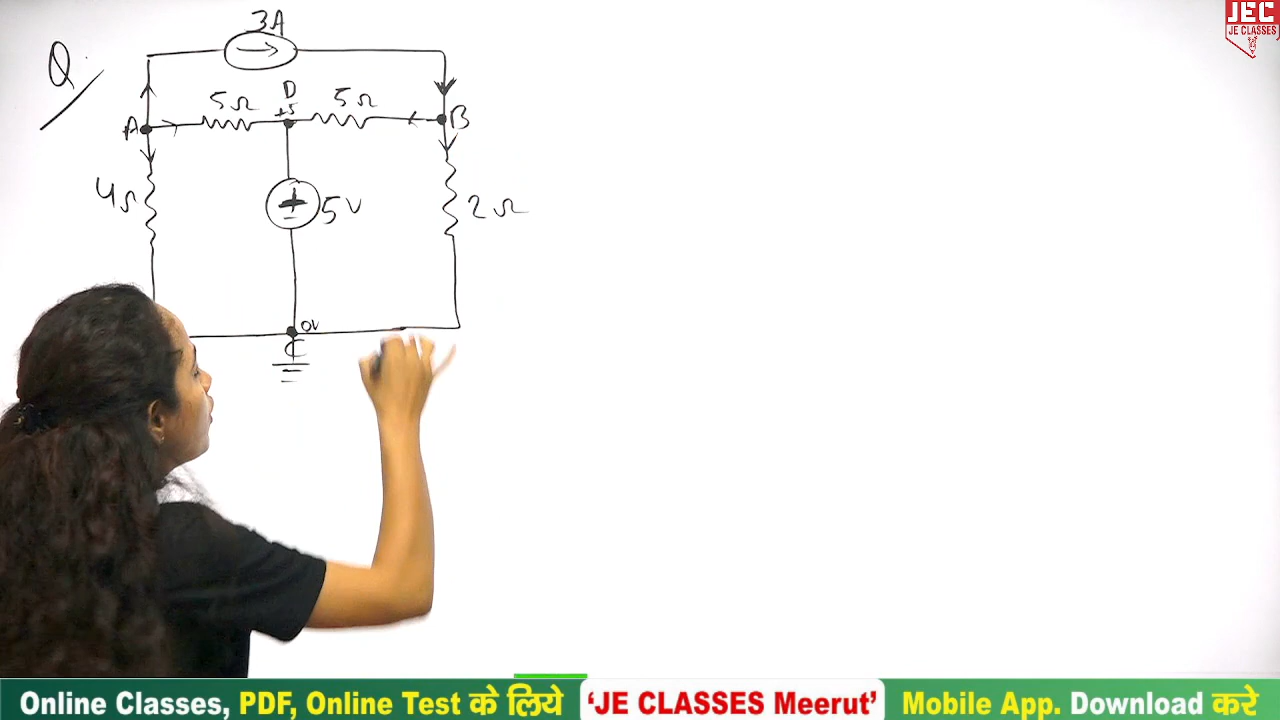 Q.
3A
5Ω
D
+5
5Ω
A
B
4Ω
+
−
5V
2Ω
0V
C
JEC
JE CLASSES
Online Classes, PDF, Online Test के लिये 'JE CLASSES Meerut' Mobile App. Download करे